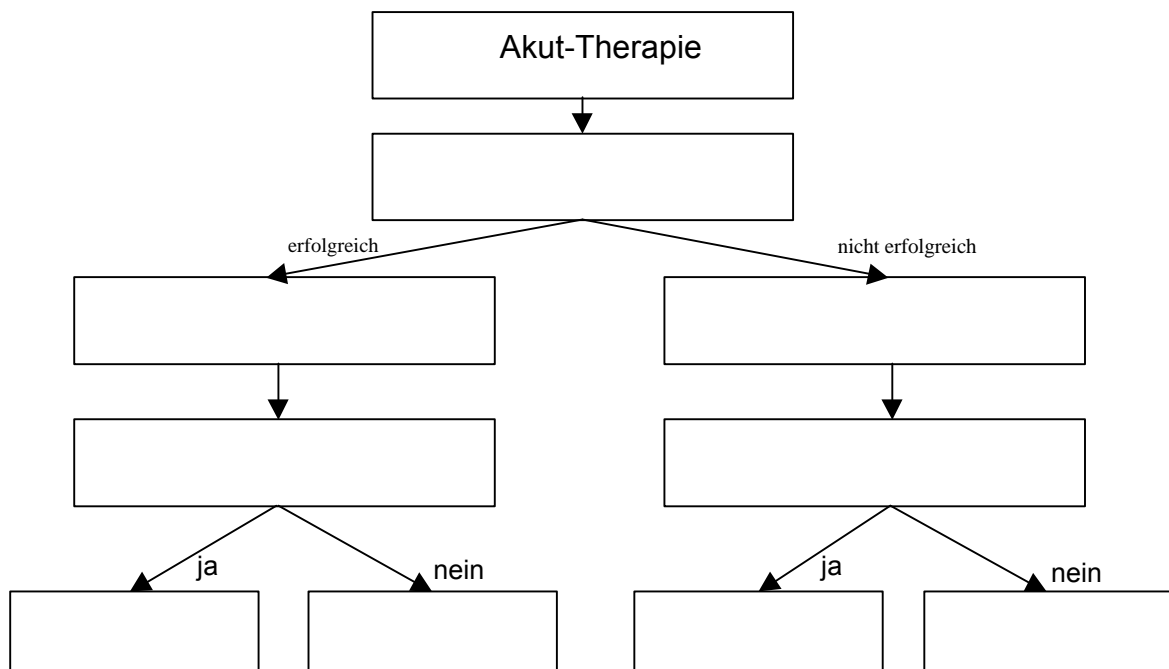 Akut-Therapie
erfolgreich
nicht erfolgreich
ja
nein
ja
nein